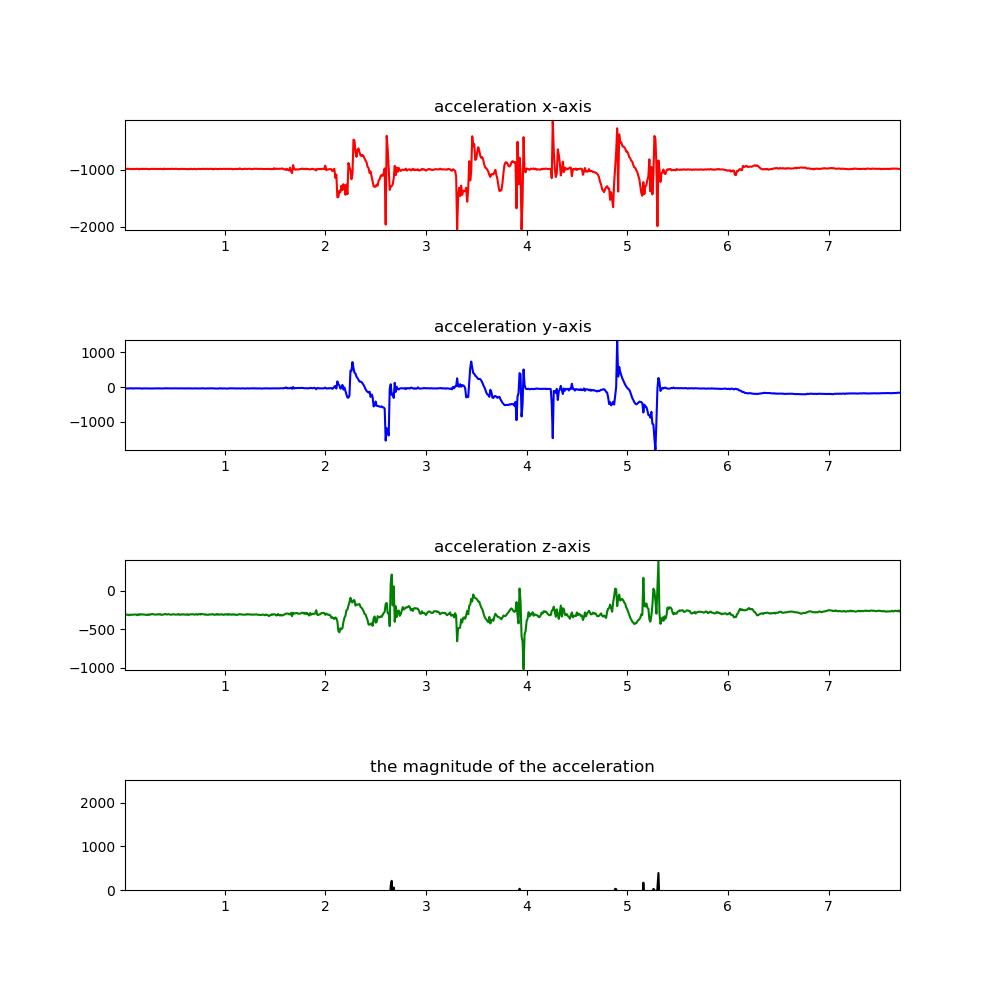 acceleration x-axis
−1000
−2000
1 2 3 4 5 6 7
acceleration y-axis
1000
0
−1000
1 2 3 4 5 6 7
acceleration z-axis
0
−500
−1000
1 2 3 4 5 6 7
the magnitude of the acceleration
2000
1000
0
1 2 3 4 5 6 7